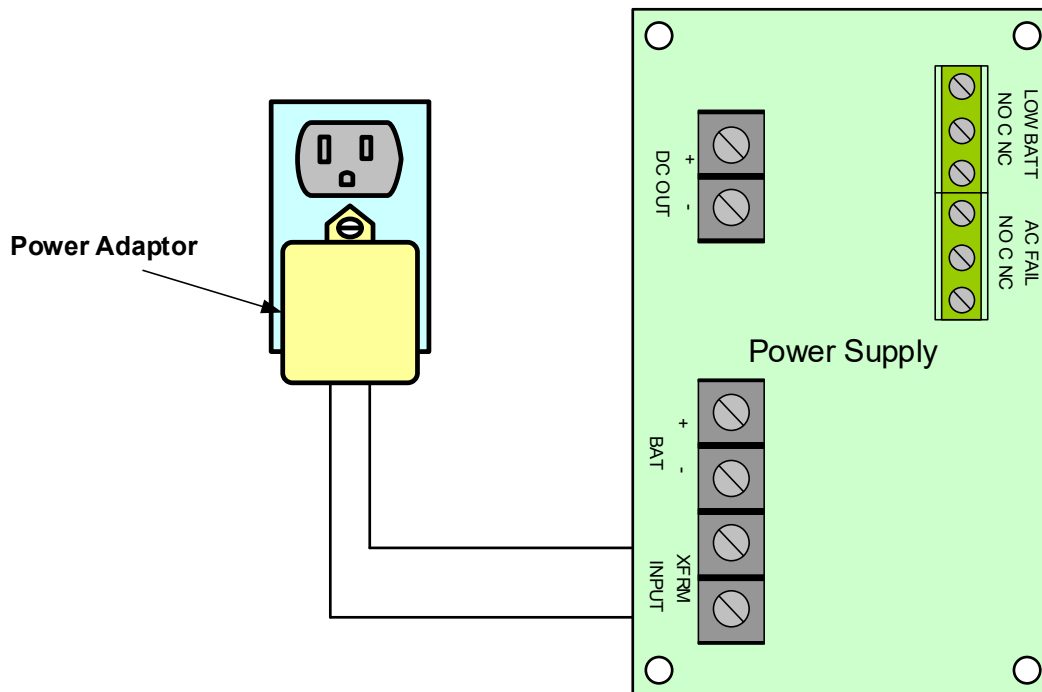 Power Adaptor
+
-
DC OUT
LOW BATT
NO C NC
AC FAIL
NO C NC
Power Supply
+
-
BAT
XFRM
INPUT